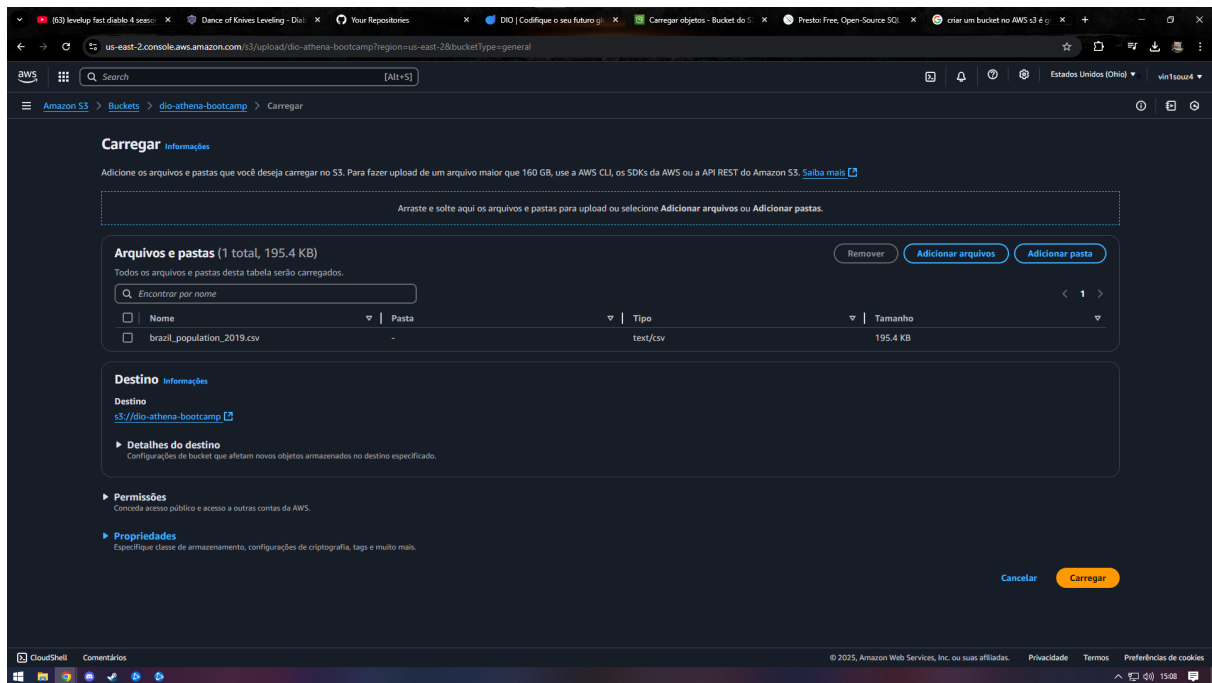 (63) levelup fast diablo 4 season
Dance of Knives Leveling - Diab
Your Repositories
DIO | Codifique o seu futuro gl
Carregar objetos - Bucket do S
Presto: Free, Open-Source SQL
criar um bucket no AWS s3 é g
us-east-2.console.aws.amazon.com/s3/upload/dio-athena-bootcamp?region=us-east-2&bucketType=general
aws
Search
[Alt+S]
Estados Unidos (Ohio)
vin1souz4
Amazon S3 > Buckets > dio-athena-bootcamp > Carregar
Carregar Informações
Adicione os arquivos e pastas que você deseja carregar no S3. Para fazer upload de um arquivo maior que 160 GB, use a AWS CLI, os SDKs da AWS ou a API REST do Amazon S3. Saiba mais
Arraste e solte aqui os arquivos e pastas para upload ou selecione Adicionar arquivos ou Adicionar pastas.
Arquivos e pastas (1 total, 195.4 KB)
Remover
Adicionar arquivos
Adicionar pasta
Todos os arquivos e pastas desta tabela serão carregados.
Encontrar por nome
1
Nome
Pasta
Tipo
Tamanho
brazil_population_2019.csv
-
text/csv
195.4 KB
Destino Informações
Destino
s3://dio-athena-bootcamp
Detalhes do destino
Configurações de bucket que afetam novos objetos armazenados no destino especificado.
Permissões
Conceda acesso público e acesso a outras contas da AWS.
Propriedades
Especifique classe de armazenamento, configurações de criptografia, tags e muito mais.
Cancelar
Carregar
CloudShell
Comentários
© 2025, Amazon Web Services, Inc. ou suas afiliadas.
Privacidade
Termos
Preferências de cookies
15:08